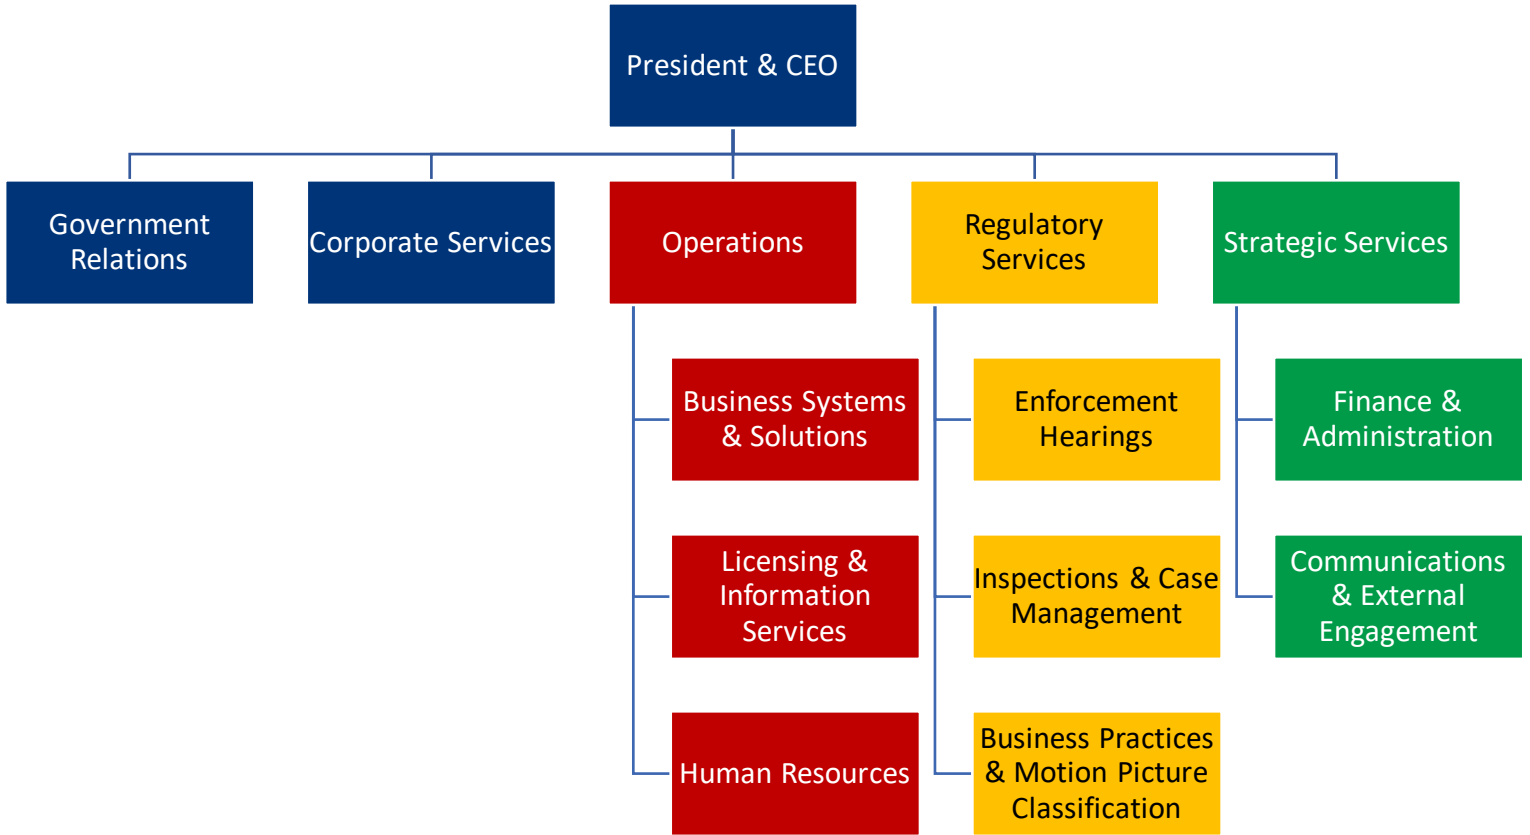 President & CEO
Government
Relations
Corporate Services
Operations
Regulatory
Services
Strategic Services
Business Systems
& Solutions
Enforcement
Hearings
Finance &
Administration
Licensing &
Information
Services
Inspections & Case
Management
Communications
& External
Engagement
Human Resources
Business Practices
& Motion Picture
Classification